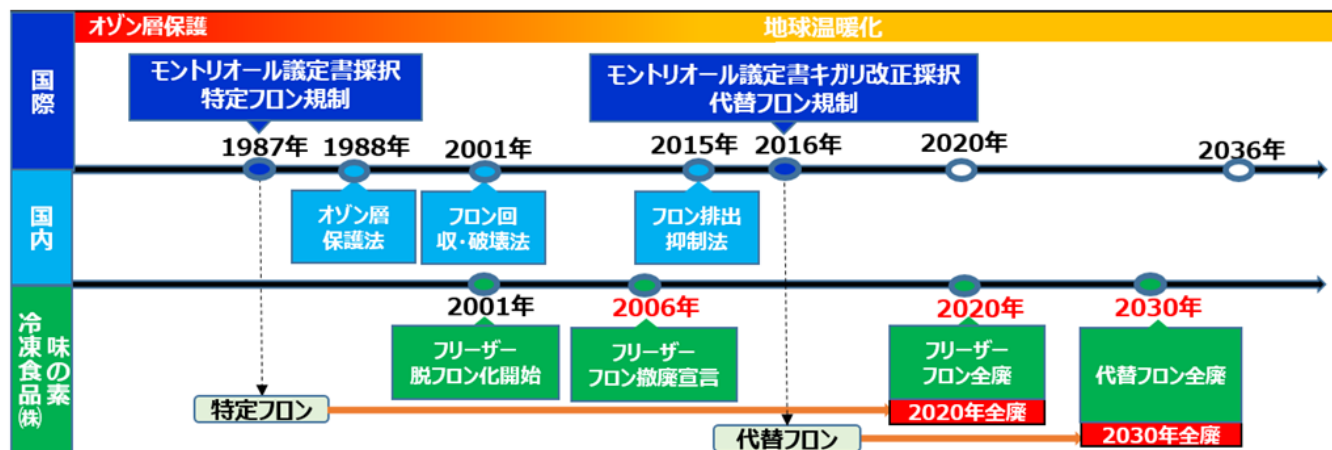 オゾン層保護
地球温暖化
国際
モントリオール議定書採択
特定フロン規制
モントリオール議定書キガリ改正採択
代替フロン規制
1987年
1988年
2001年
2015年
2016年
2020年
2036年
国内
オゾン層
保護法
フロン回
収・破壊法
フロン排出
抑制法
味の素
冷凍食品㈱
2001年
2006年
2020年
2030年
フリーザー
脱フロン化開始
フリーザー
フロン撤廃宣言
フリーザー
フロン全廃
2020年全廃
代替フロン全廃
2030年全廃
特定フロン
代替フロン